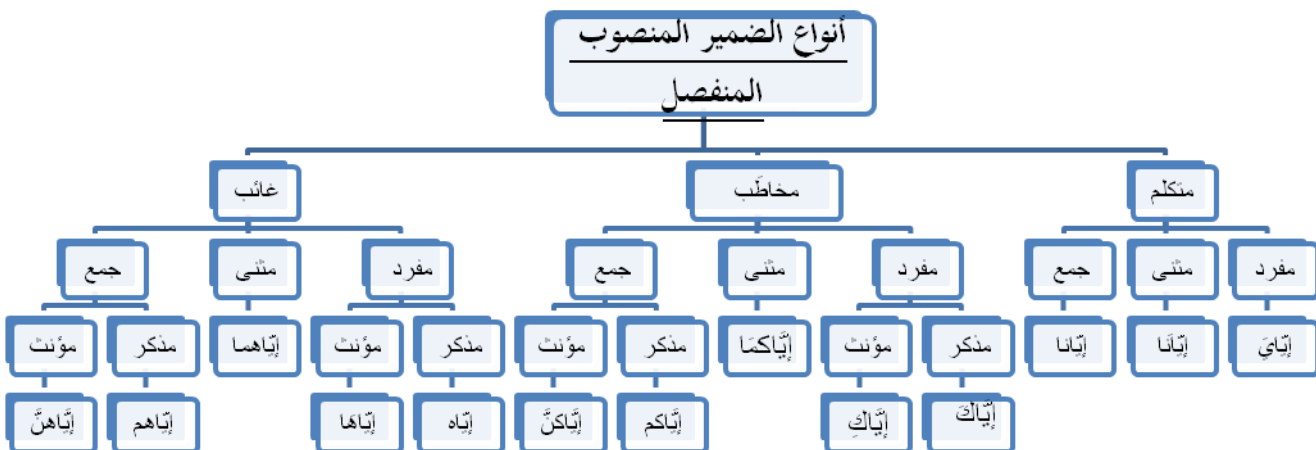 أنواع الضمير المنصوب
المنفصل
متكلم
مخاطَب
غائب
مفرد
مثنى
جمع
مفرد
مثنى
جمع
مفرد
مثنى
جمع
إيّايَ
إيّاَنا
إيّانا
مذكر
مؤنث
إيَّاكمَا
مذكر
مؤنث
مذكر
مؤنث
إيّاهما
مذكر
مؤنث
إيَّاكَ
إيَّاكِ
إيَّاكم
إيَّاكنَّ
إيّاه
إيّاهَا
إيّاهم
إيَّاهنَّ